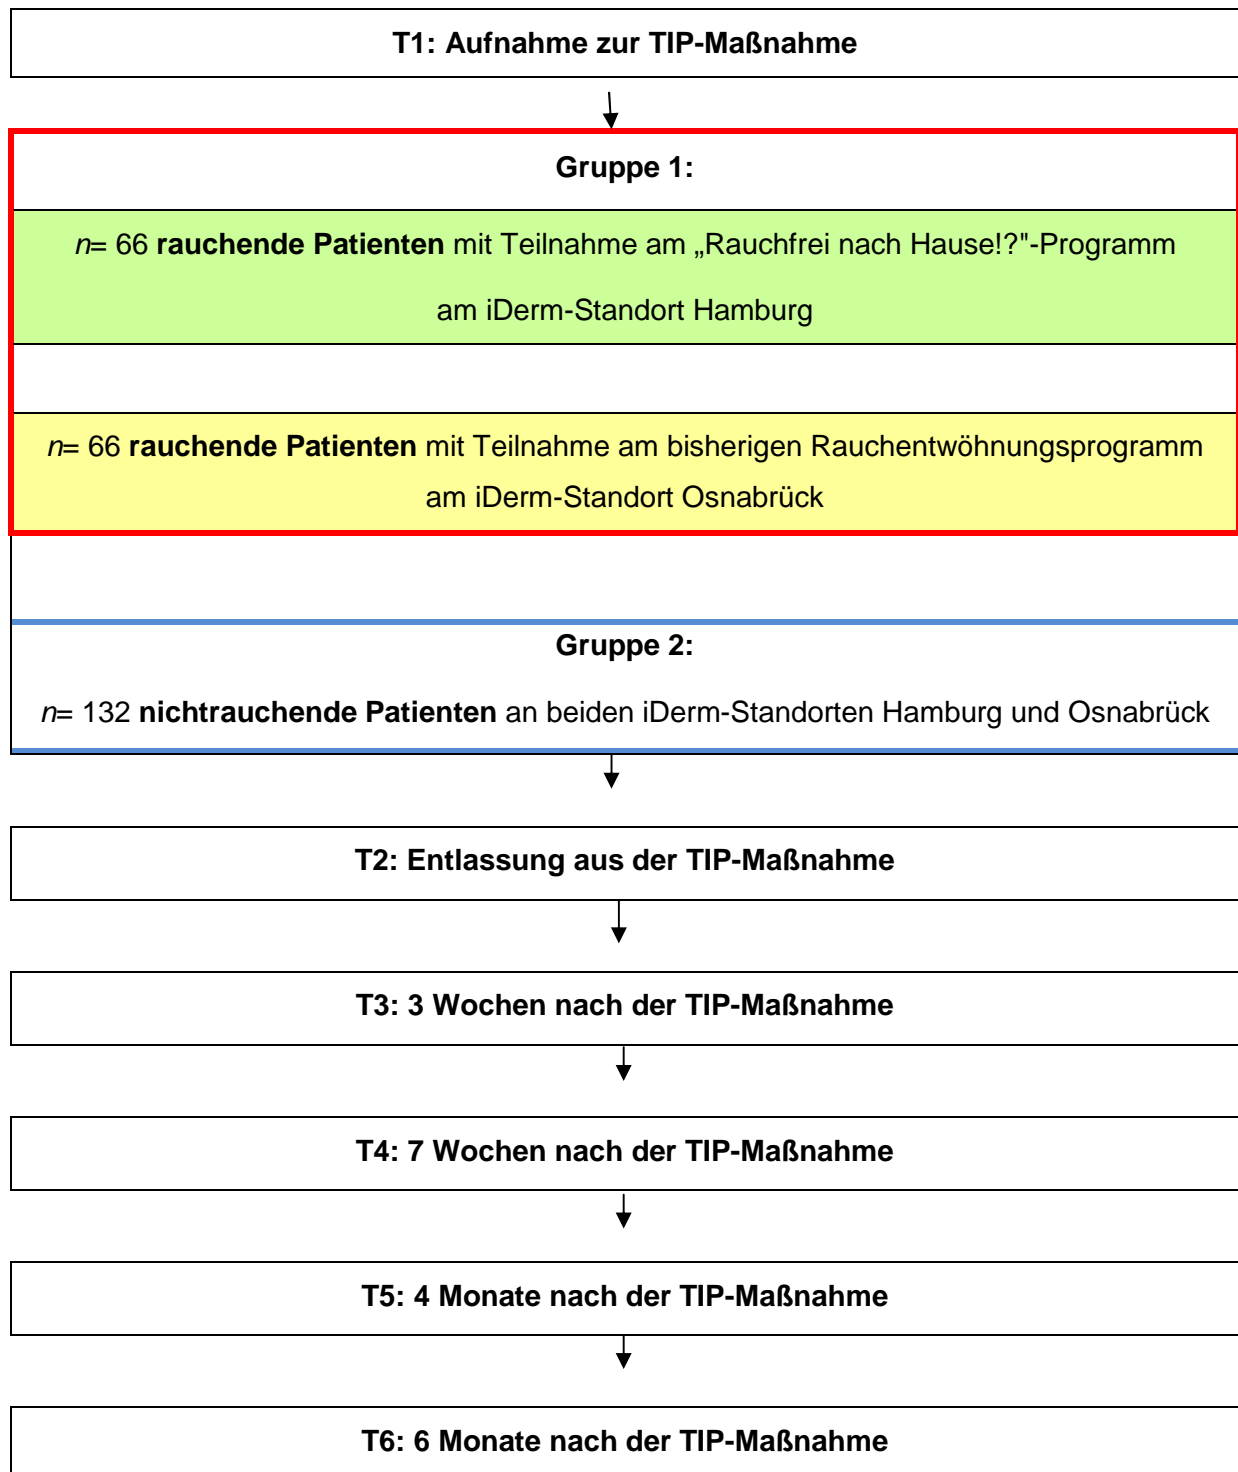 T1: Aufnahme zur TIP-Maßnahme
Gruppe 1:
n= 66 rauchende Patienten mit Teilnahme am „Rauchfrei nach Hause!?"-Programm
am iDerm-Standort Hamburg
n= 66 rauchende Patienten mit Teilnahme am bisherigen Rauchentwöhnungsprogramm
am iDerm-Standort Osnabrück
Gruppe 2:
n= 132 nichtrauchende Patienten an beiden iDerm-Standorten Hamburg und Osnabrück
T2: Entlassung aus der TIP-Maßnahme
T3: 3 Wochen nach der TIP-Maßnahme
T4: 7 Wochen nach der TIP-Maßnahme
T5: 4 Monate nach der TIP-Maßnahme
T6: 6 Monate nach der TIP-Maßnahme